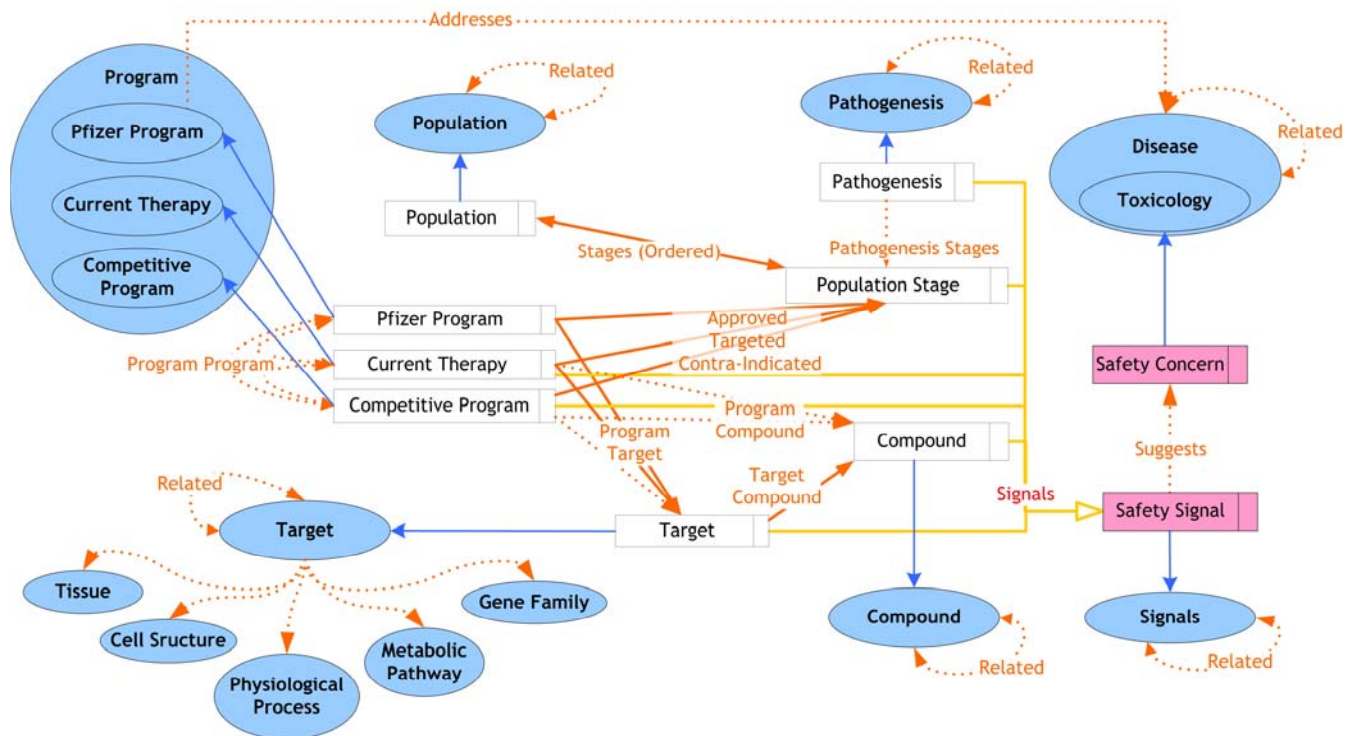 Addresses
Program
Pfizer Program
Current Therapy
Competitive
Program
Related
Population
Population
Related
Pathogenesis
Pathogenesis
Related
Disease
Toxicology
Stages (Ordered)
Pathogenesis Stages
Population Stage
Pfizer Program
Current Therapy
Competitive Program
Program Program
Approved
Targeted
Contra-Indicated
Safety Concern
Program
Target
Program
Compound
Compound
Suggests
Target
Compound
Signals
Safety Signal
Related
Target
Target
Tissue
Cell Sructure
Physiological
Process
Metabolic
Pathway
Gene Family
Compound
Related
Signals
Related